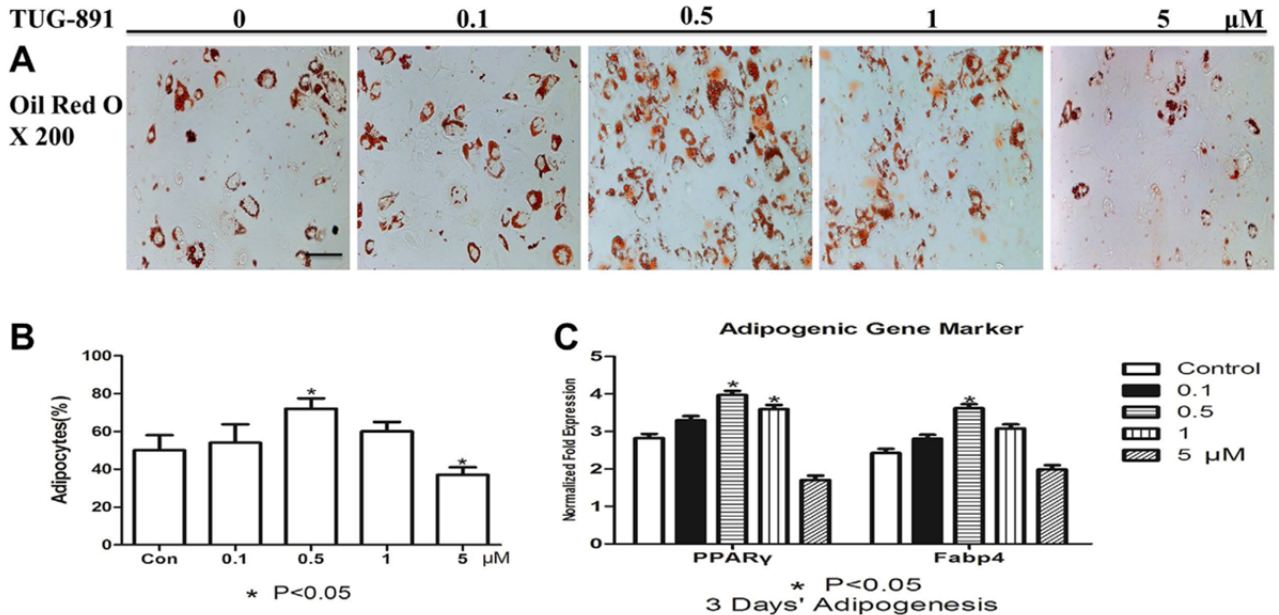 TUG-891 0 0.1 0.5 1 5 μM
A
Oil Red O
X 200
B
Adipocytes(%)
100
80
60
40
20
0
* *
Con 0.1 0.5 1 5 μM
* P<0.05
C
Adipogenic Gene Marker
Normalized Fold Expression
5
4
3
2
1
0
* * *
PPARγ Fabp4
* P<0.05
3 Days' Adipogenesis
Control
0.1
0.5
1
5 μM